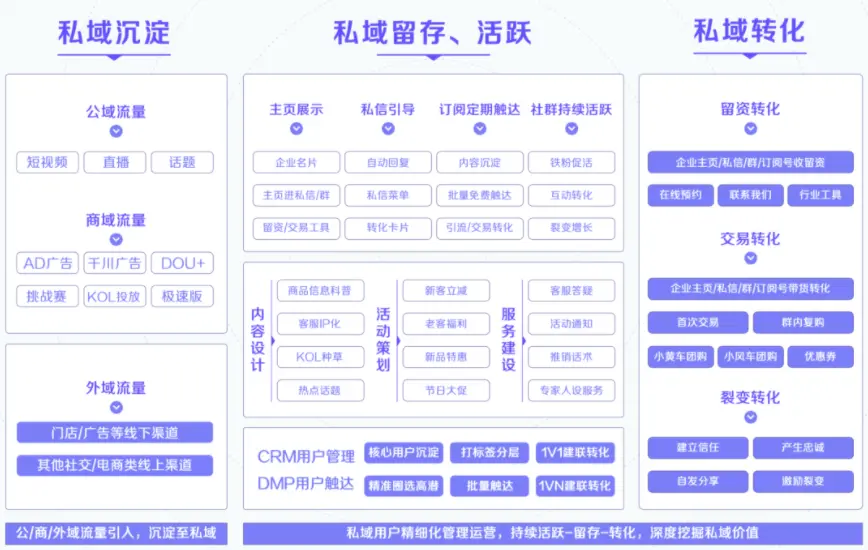 私域沉淀
公域流量
短视频 直播 话题
商域流量
AD广告 千川广告 DOU+
挑战赛 KOL投放 极速版
外域流量
门店/广告等线下渠道
其他社交/电商类线上渠道
公/商/外域流量引入，沉淀至私域
私域留存、活跃
主页展示 私信引导 订阅定期触达 社群持续活跃
企业名片 自动回复 内容沉淀 铁粉促活
主页进私信/群 私信菜单 批量免费触达 互动转化
留资/交易工具 转化卡片 引流/交易转化 裂变增长
内容设计
商品信息科普
客服IP化
KOL种草
热点话题
活动策划
新客立减
老客福利
新品特惠
节日大促
服务建设
客服答疑
活动通知
推销话术
专家人设服务
CRM用户管理 核心用户沉淀 打标签分层 1V1建联转化
DMP用户触达 精准圈选高潜 批量触达 1VN建联转化
私域用户精细化管理运营，持续活跃-留存-转化，深度挖掘私域价值
私域转化
留资转化
企业主页/私信/群/订阅号收留资
在线预约 联系我们 行业工具
交易转化
企业主页/私信/群/订阅号带货转化
首次交易 群内复购
小黄车团购 小风车团购 优惠券
裂变转化
建立信任 产生忠诚
自发分享 激励裂变